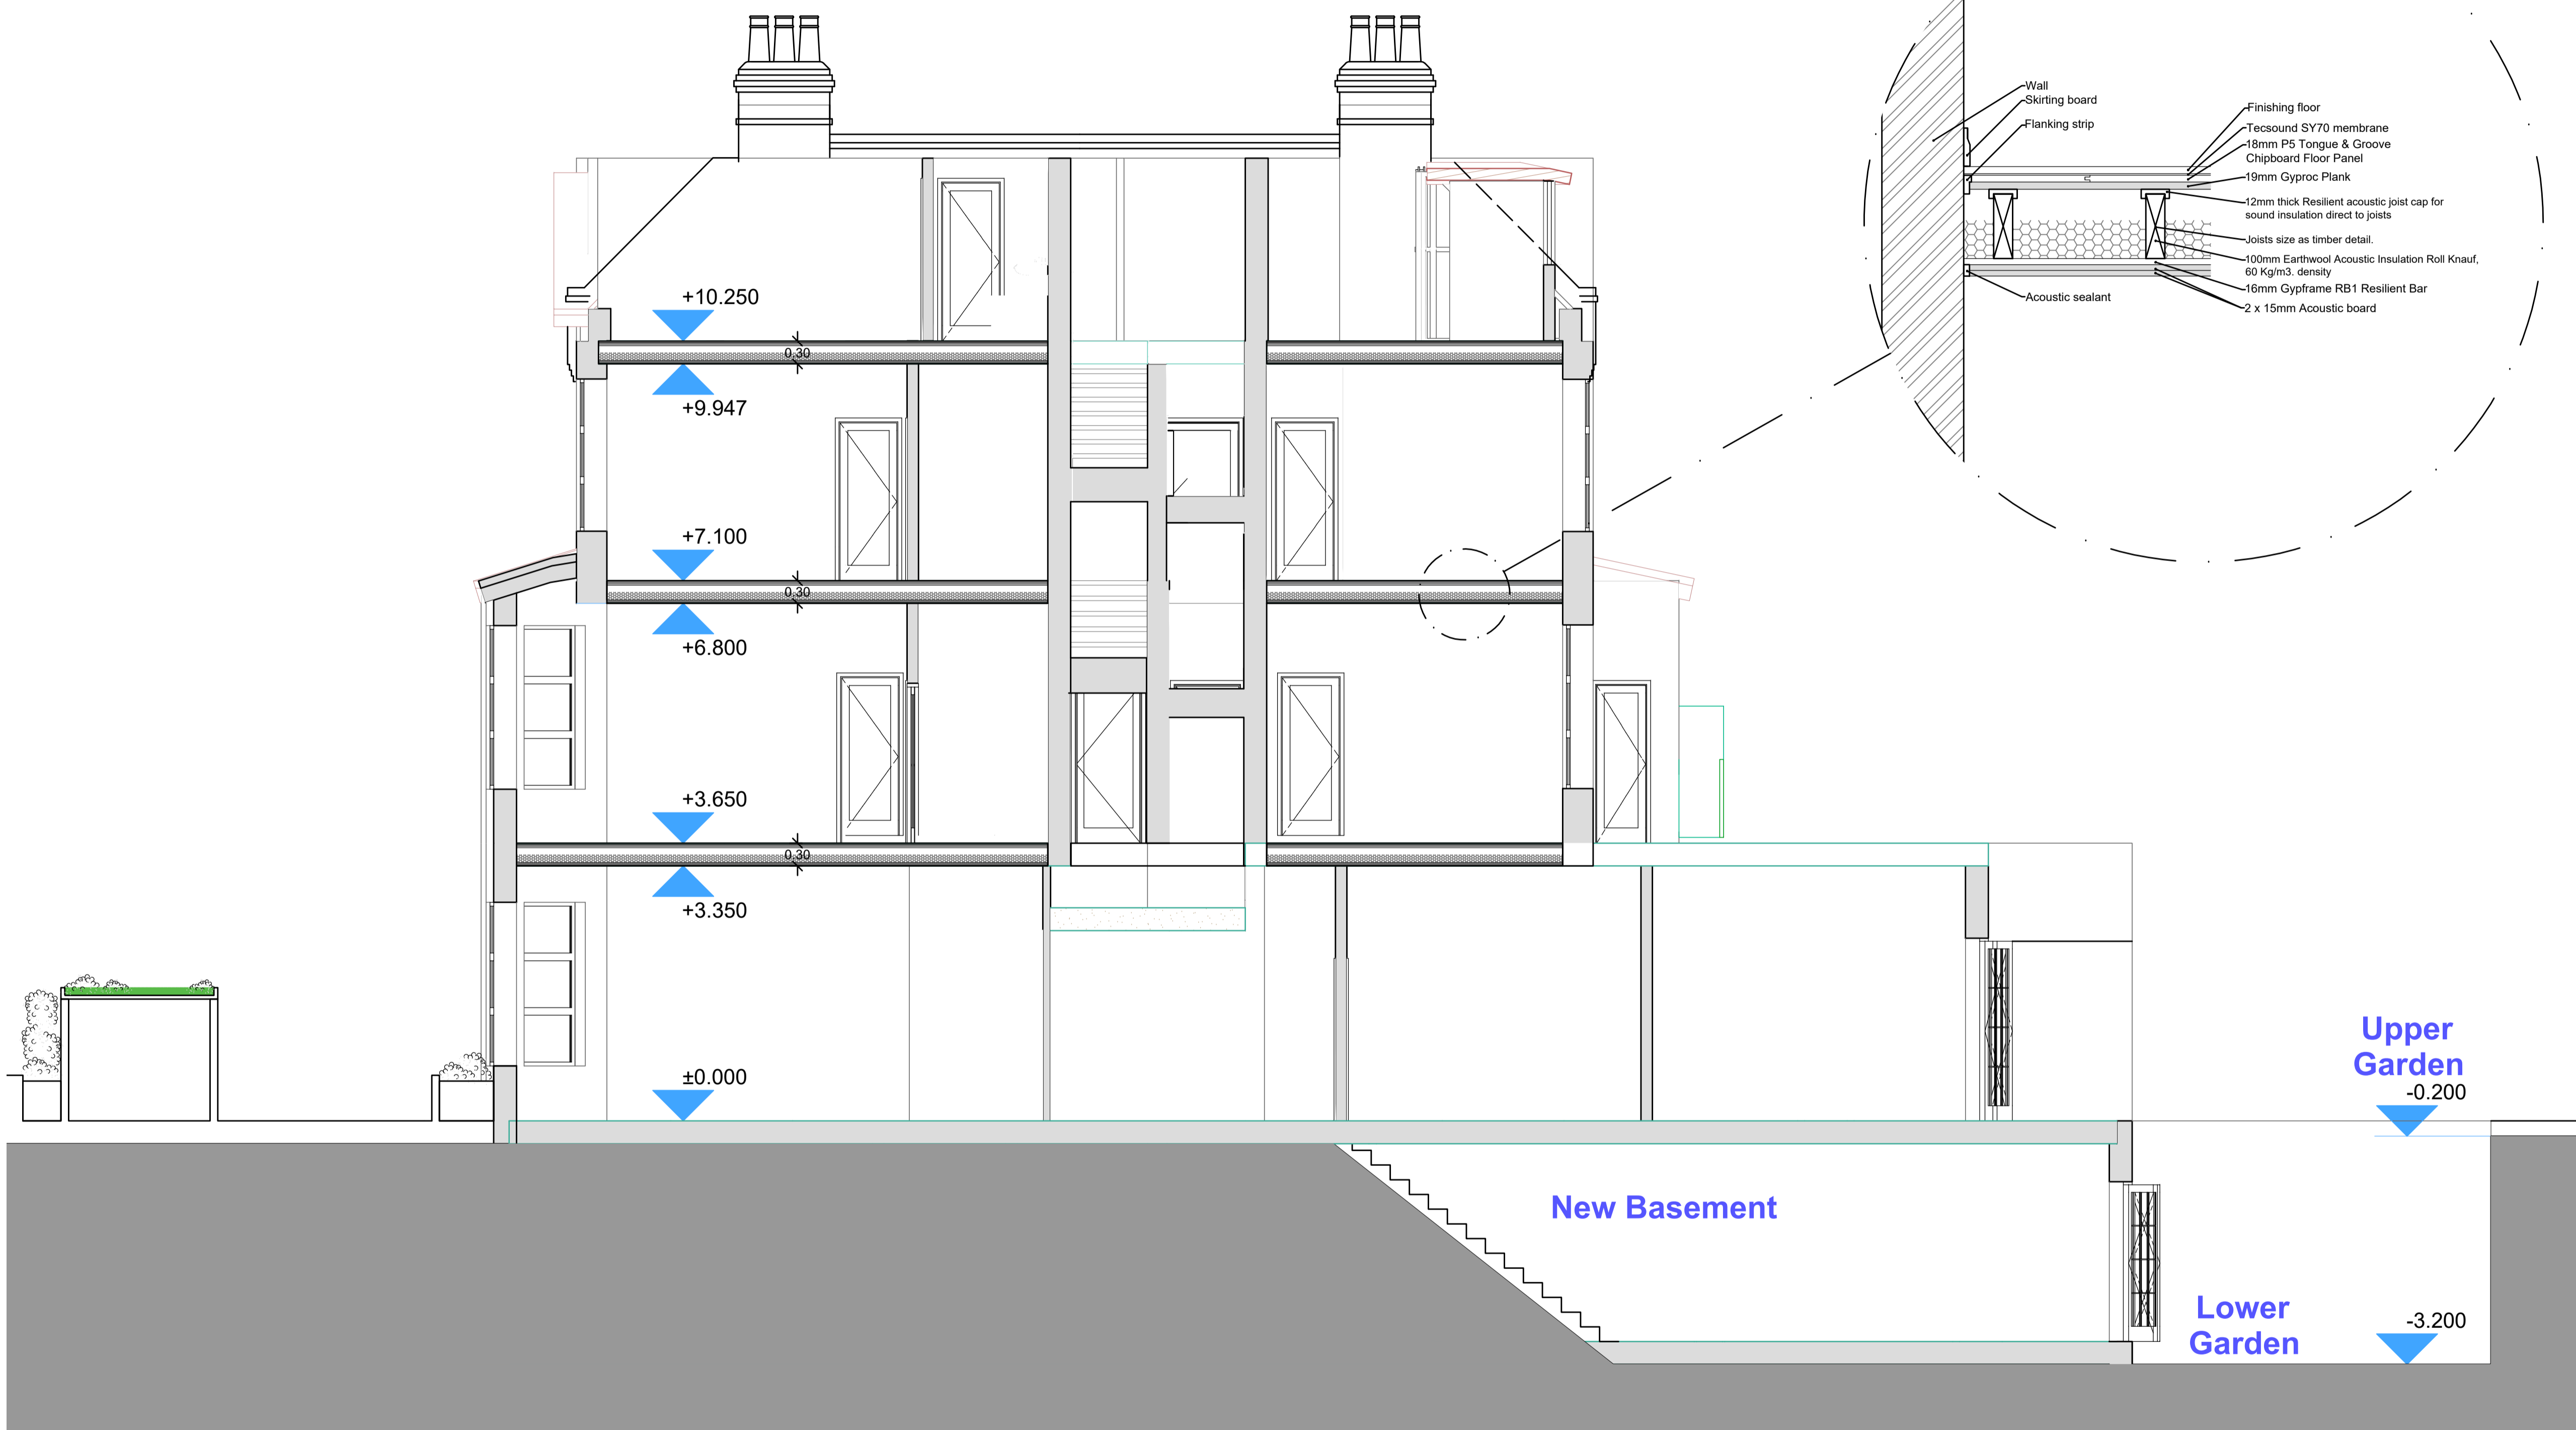 Wall
Skirting board
Flanking strip
Finishing floor
Tecsound SY70 membrane
18mm P5 Tongue & Groove
Chipboard Floor Panel
19mm Gyproc Plank
12mm thick Resilient acoustic joist cap for
sound insulation direct to joists
Joists size as timber detail.
100mm Earthwool Acoustic Insulation Roll Knauf,
60 Kg/m3. density
16mm Gypframe RB1 Resilient Bar
2 x 15mm Acoustic board
Acoustic sealant
+10.250
0.30
+9.947
+7.100
0.30
+6.800
+3.650
0.30
+3.350
±0.000
Upper
Garden
-0.200
New Basement
Lower
Garden
-3.200